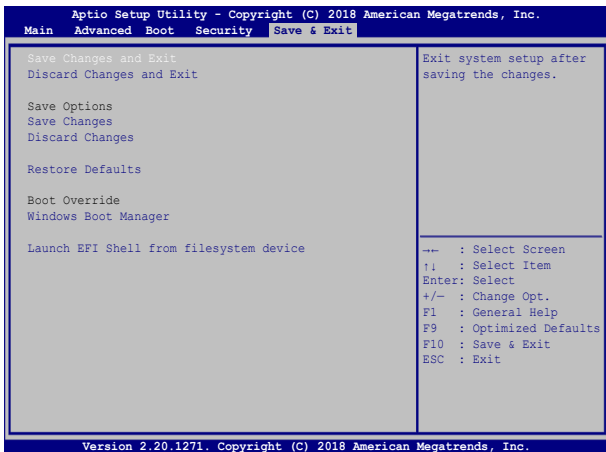 Aptio Setup Utility - Copyright (C) 2018 American Megatrends, Inc.
Main Advanced Boot Security Save & Exit
Save Changes and Exit
Discard Changes and Exit
Save Options
Save Changes
Discard Changes
Restore Defaults
Boot Override
Windows Boot Manager
Launch EFI Shell from filesystem device
Exit system setup after
saving the changes.
→← : Select Screen
↑↓ : Select Item
Enter: Select
+/− : Change Opt.
F1 : General Help
F9 : Optimized Defaults
F10 : Save & Exit
ESC : Exit
Version 2.20.1271. Copyright (C) 2018 American Megatrends, Inc.